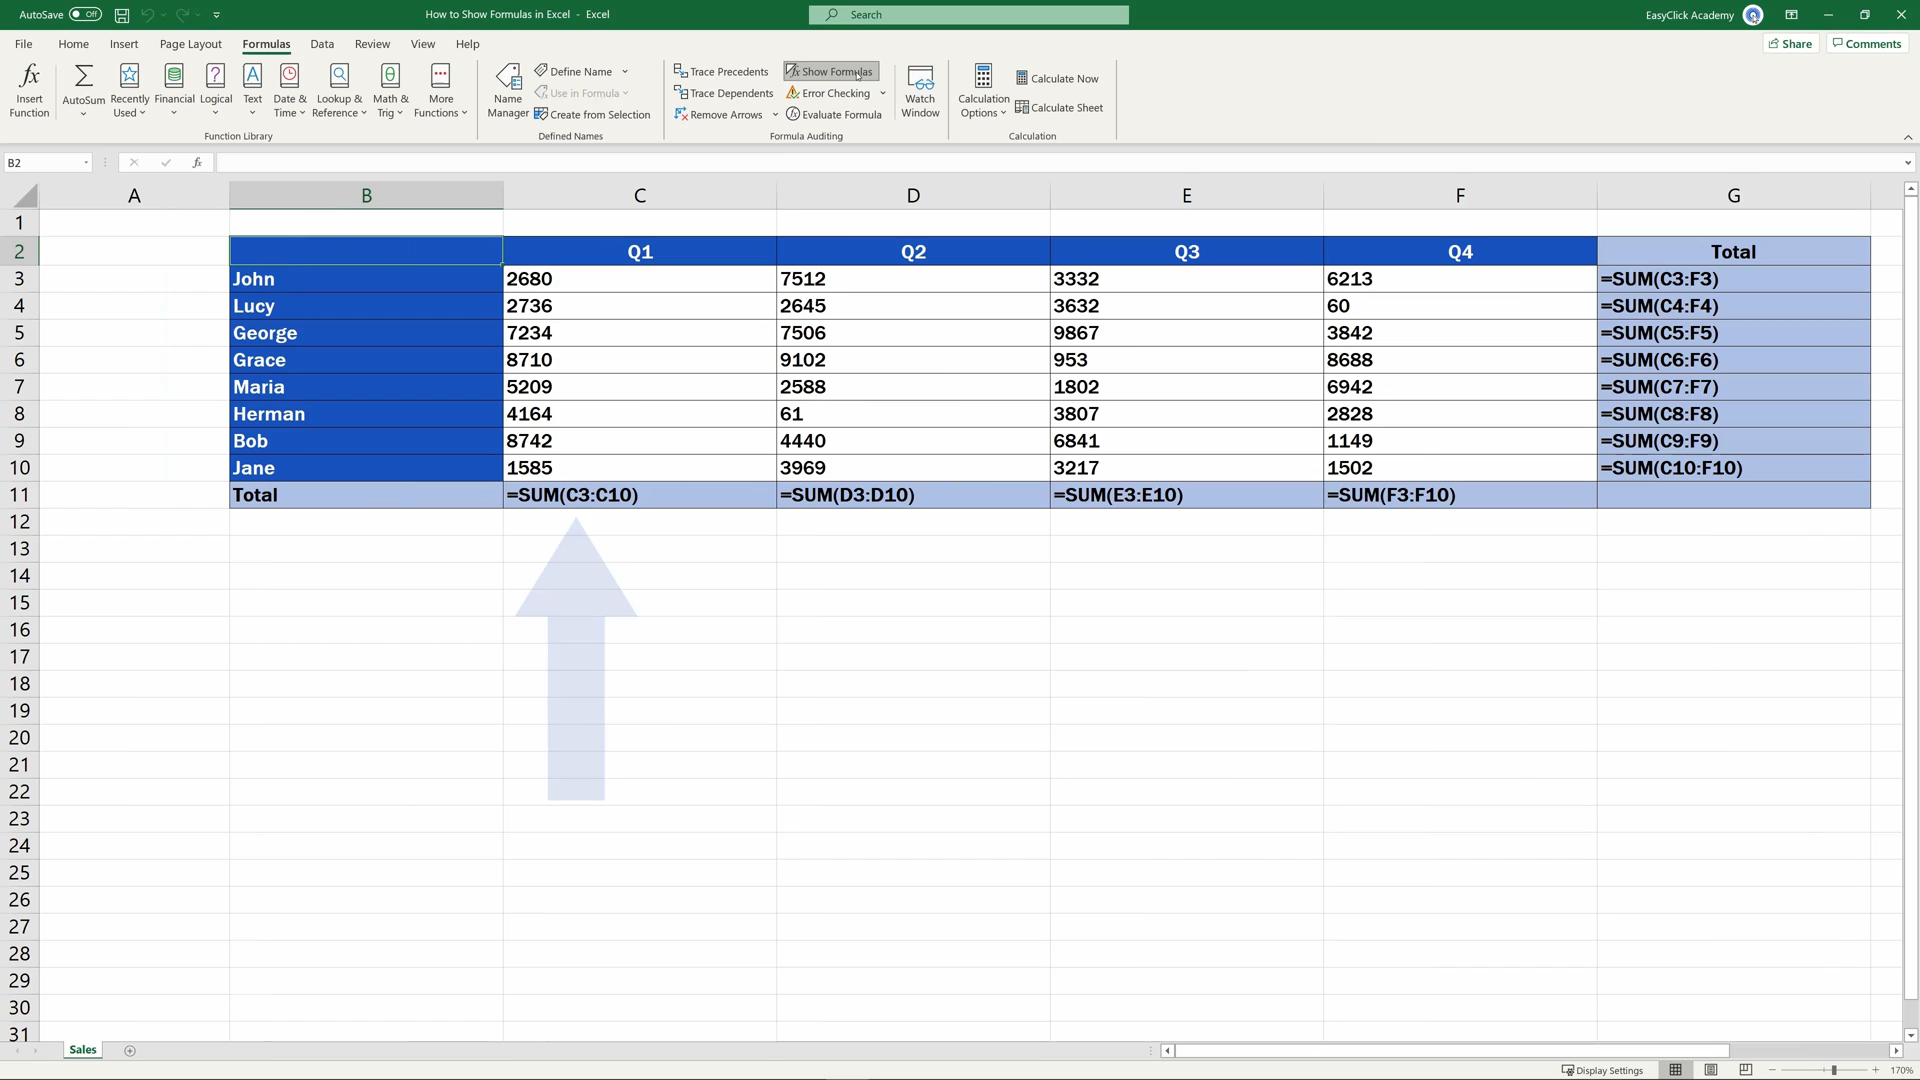 AutoSave Off How to Show Formulas in Excel - Excel Search EasyClick Academy
File Home Insert Page Layout Formulas Data Review View Help Share Comments
Insert Function
AutoSum
Recently Used
Financial
Logical
Text
Date & Time
Lookup & Reference
Math & Trig
More Functions
Function Library
Name Manager
Define Name
Use in Formula
Create from Selection
Defined Names
Trace Precedents
Trace Dependents
Remove Arrows
Show Formulas
Error Checking
Evaluate Formula
Formula Auditing
Watch Window
Calculation Options
Calculate Now
Calculate Sheet
Calculation
B2 fx
A B C D E F G
1
2 Q1 Q2 Q3 Q4 Total
3 John 2680 7512 3332 6213 =SUM(C3:F3)
4 Lucy 2736 2645 3632 60 =SUM(C4:F4)
5 George 7234 7506 9867 3842 =SUM(C5:F5)
6 Grace 8710 9102 953 8688 =SUM(C6:F6)
7 Maria 5209 2588 1802 6942 =SUM(C7:F7)
8 Herman 4164 61 3807 2828 =SUM(C8:F8)
9 Bob 8742 4440 6841 1149 =SUM(C9:F9)
10 Jane 1585 3969 3217 1502 =SUM(C10:F10)
11 Total =SUM(C3:C10) =SUM(D3:D10) =SUM(E3:E10) =SUM(F3:F10)
12
13
14
15
16
17
18
19
20
21
22
23
24
25
26
27
28
29
30
31
Sales
Display Settings 170%